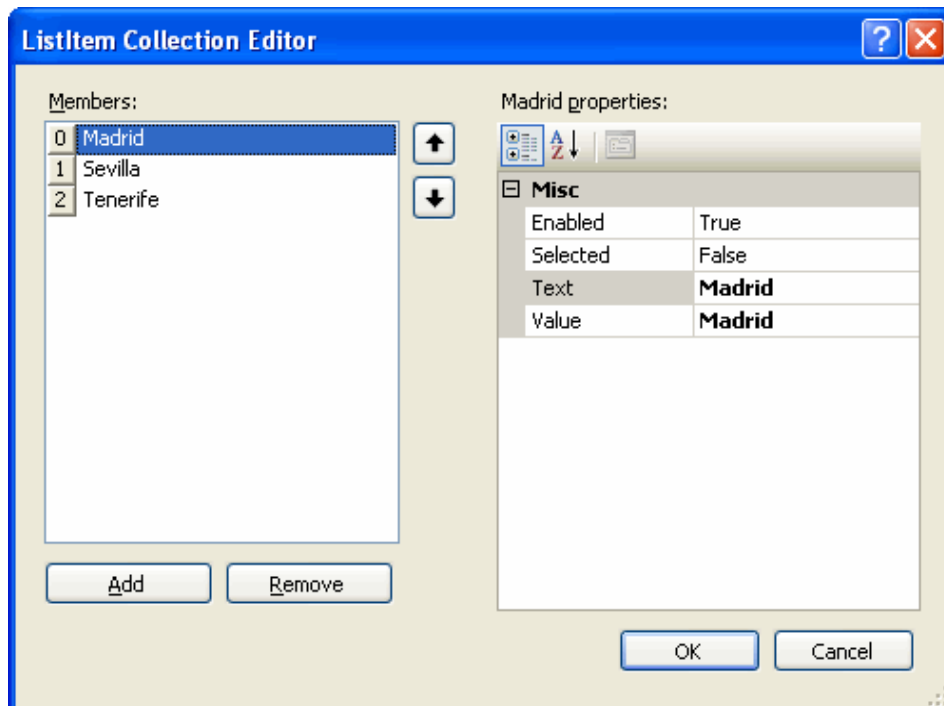 ListItem Collection Editor
Members:
0 Madrid
1 Sevilla
2 Tenerife
Add
Remove
Madrid properties:
Misc
Enabled True
Selected False
Text Madrid
Value Madrid
OK
Cancel